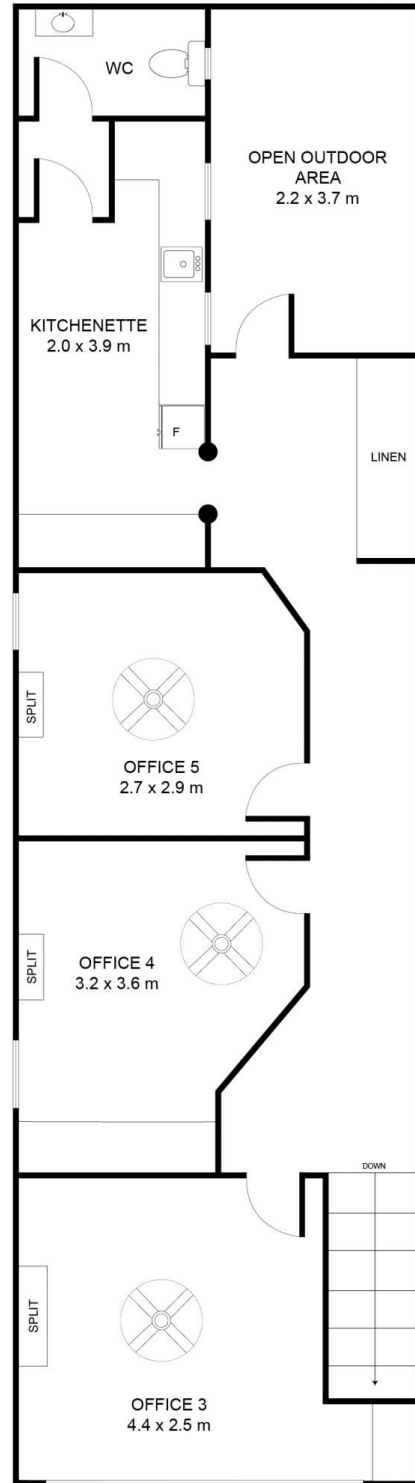 WC
OPEN OUTDOOR
AREA
2.2 x 3.7 m
KITCHENETTE
2.0 x 3.9 m
F
LINEN
SPLIT
OFFICE 5
2.7 x 2.9 m
SPLIT
OFFICE 4
3.2 x 3.6 m
DOWN
SPLIT
OFFICE 3
4.4 x 2.5 m